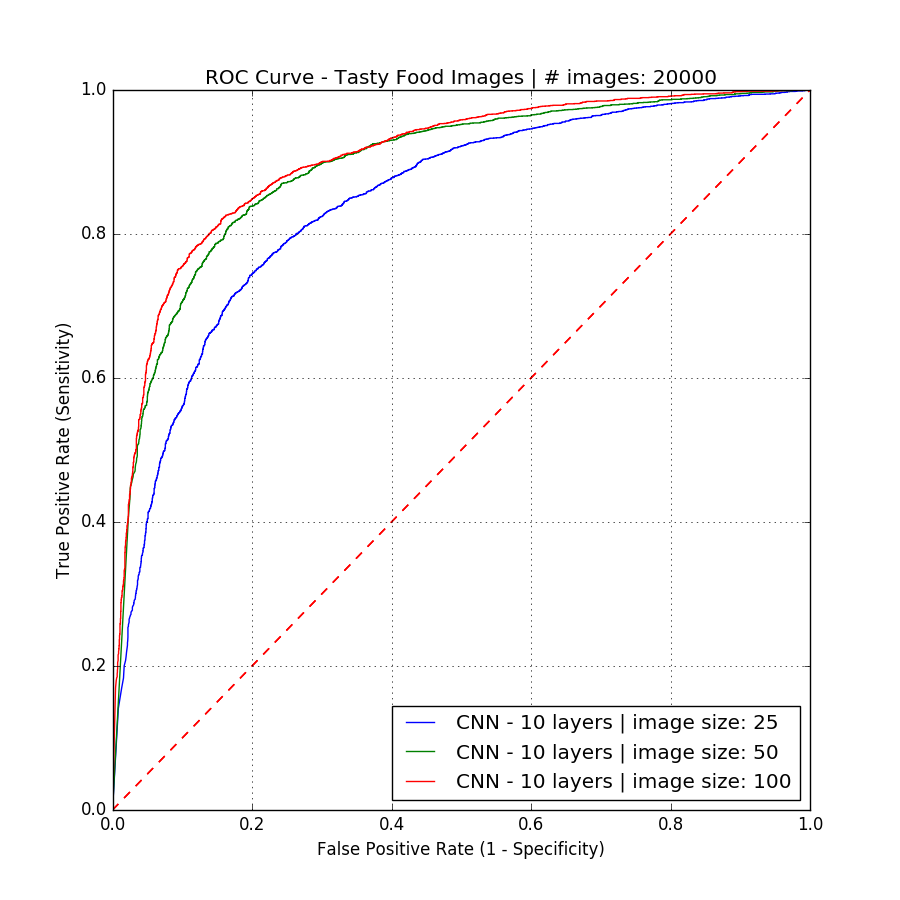 ROC Curve - Tasty Food Images | # images: 20000
1.0
0.8
0.6
0.4
0.2
0.0
True Positive Rate (Sensitivity)
CNN - 10 layers | image size: 25
CNN - 10 layers | image size: 50
CNN - 10 layers | image size: 100
0.0 0.2 0.4 0.6 0.8 1.0
False Positive Rate (1 - Specificity)